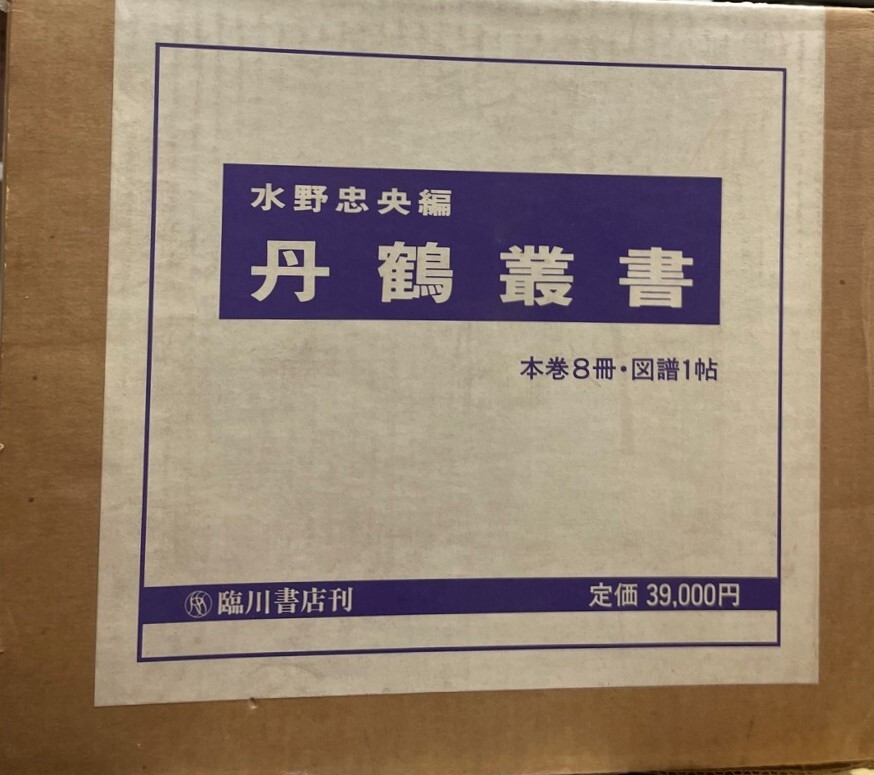 水野忠央編
丹鶴叢書
本巻8冊・図譜1帖
臨川書店刊
定価 39,000円